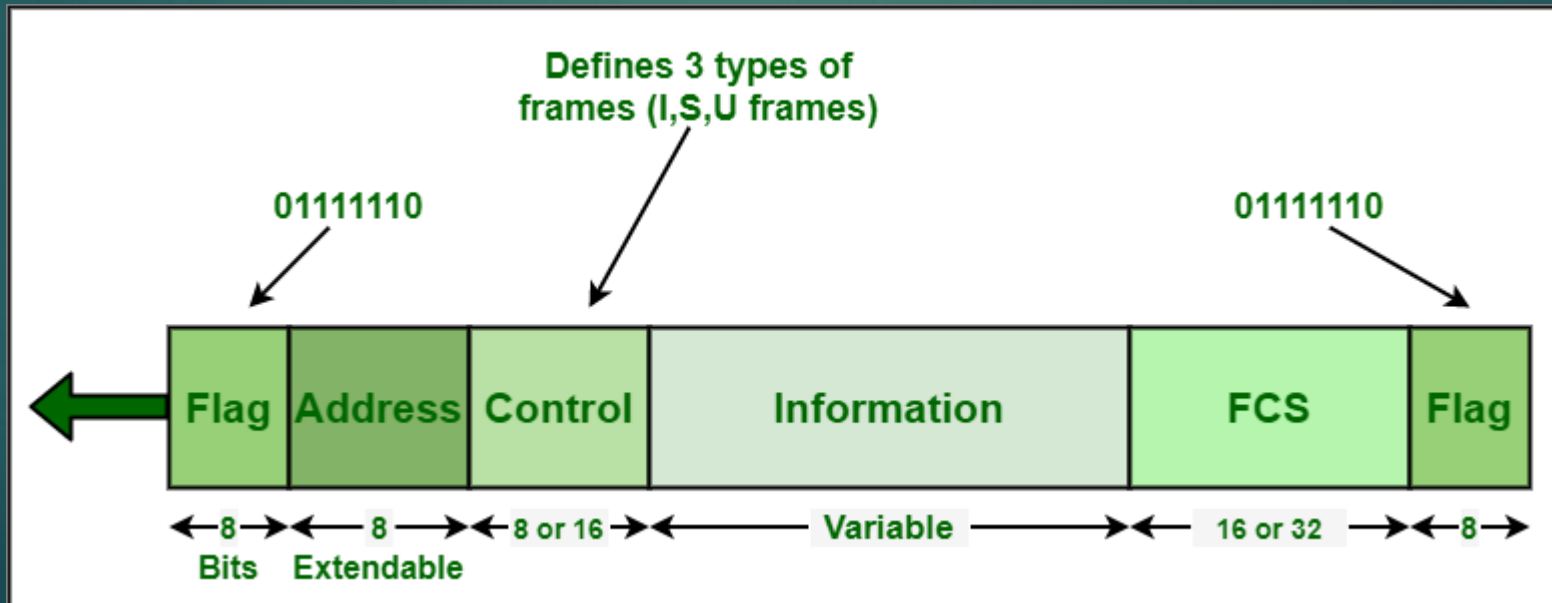 Defines 3 types of
frames (I,S,U frames)
01111110
01111110
Flag
Address
Control
Information
FCS
Flag
8
8
8 or 16
Variable
16 or 32
8
Bits
Extendable